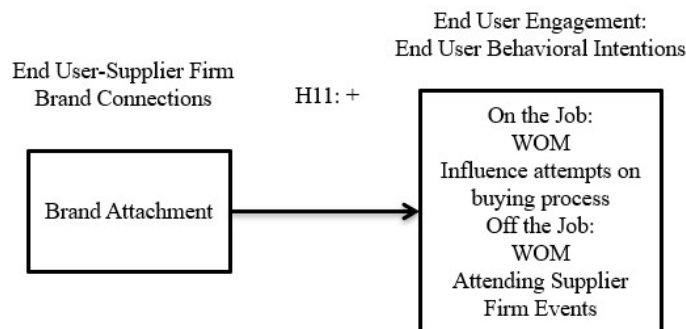 End User Engagement:
End User Behavioral Intentions
End User-Supplier Firm
Brand Connections
H11: +
Brand Attachment
On the Job:
WOM
Influence attempts on
buying process
Off the Job:
WOM
Attending Supplier
Firm Events